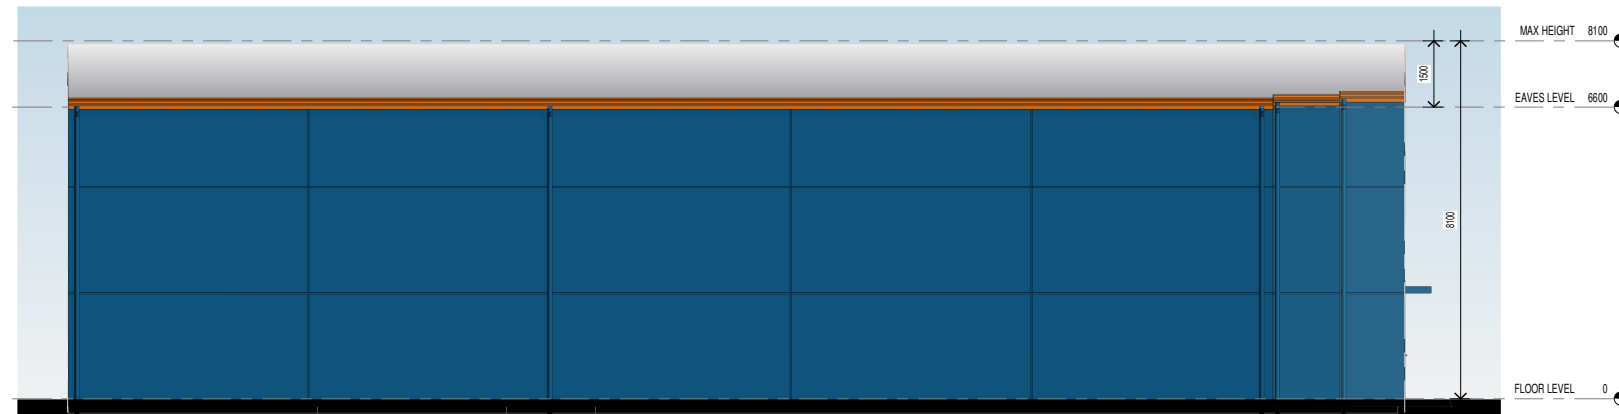 MAX HEIGHT 8100
1500
EAVES LEVEL 6600
8100
FLOOR LEVEL 0